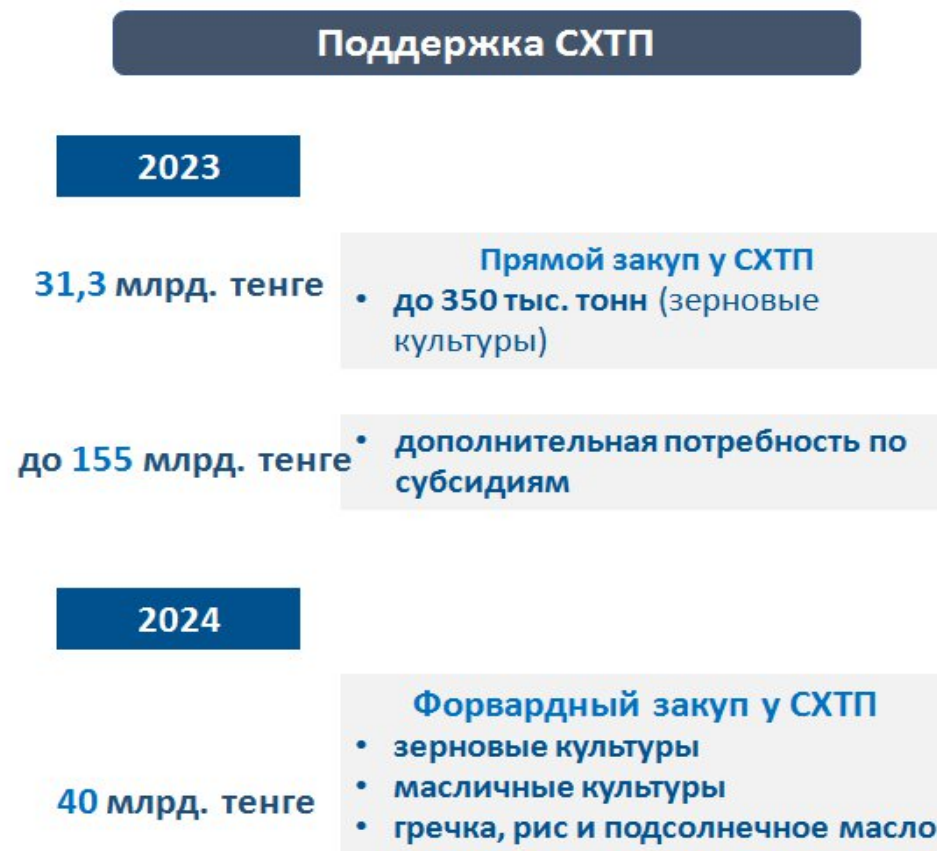 Поддержка СХТП
2023
31,3 млрд. тенге
Прямой закуп у СХТП
• до 350 тыс. тонн (зерновые
культуры)
до 155 млрд. тенге
• дополнительная потребность по
субсидиям
2024
40 млрд. тенге
Форвардный закуп у СХТП
• зерновые культуры
• масличные культуры
• гречка, рис и подсолнечное масло